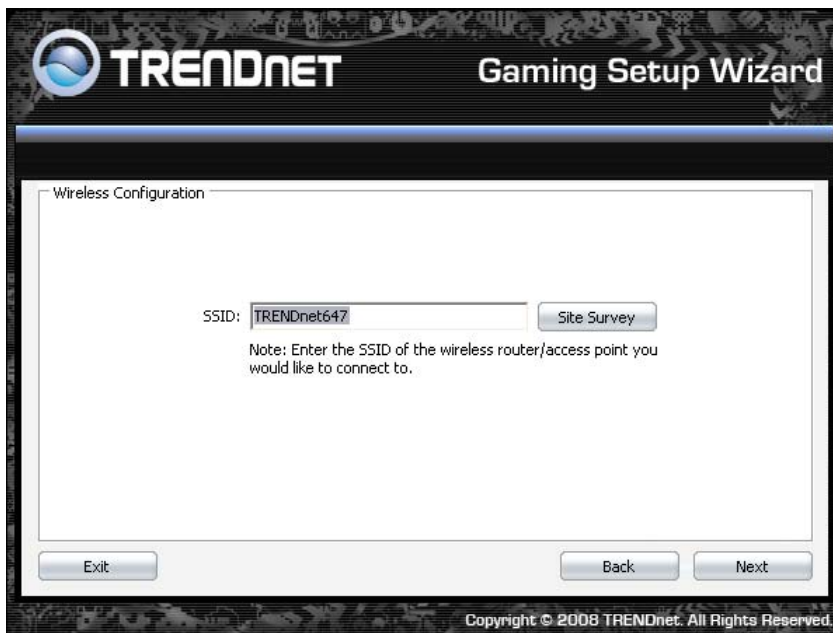 TRENDNET
Gaming Setup Wizard
Wireless Configuration
SSID: TRENDnet647 Site Survey
Note: Enter the SSID of the wireless router/access point you
would like to connect to.
Exit Back Next
Copyright © 2008 TRENDnet. All Rights Reserved.